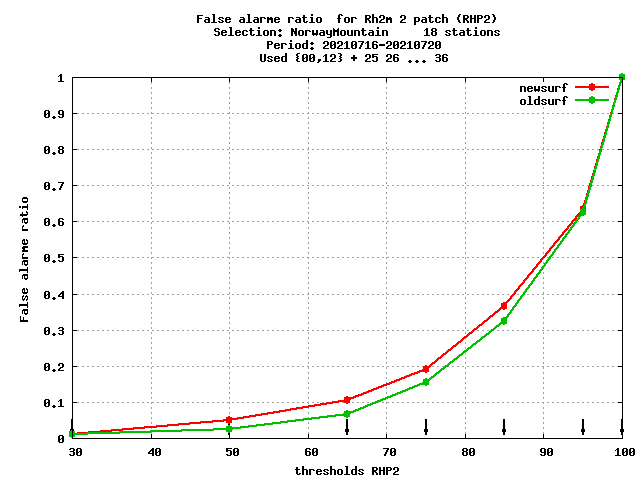 False alarme ratio  for Rh2m 2 patch (RHP2)
Selection: NorwayMountain     18 stations
Period: 20210716-20210720
Used {00,12} + 25 26 ... 36
newsurf
oldsurf
1
0.9
0.8
0.7
0.6
0.5
0.4
0.3
0.2
0.1
0
False alarme ratio
30 40 50 60 70 80 90 100
thresholds RHP2